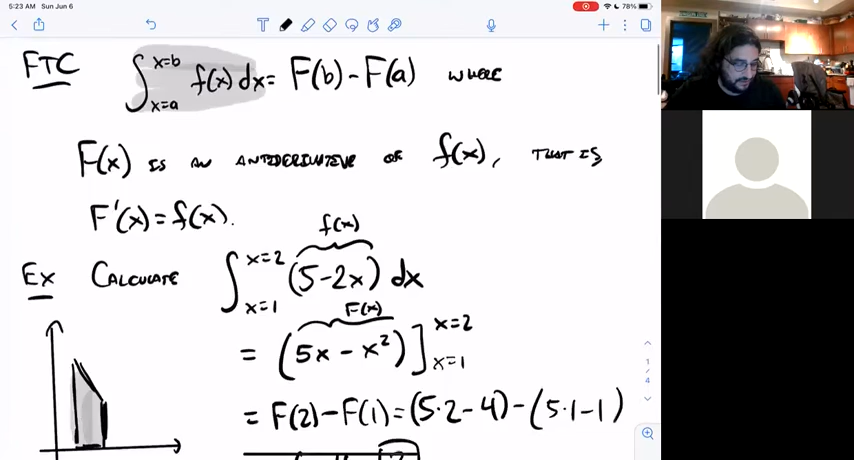 5:23 AM Sun Jun 6
78%
FTC ∫ x=b x=a f(x) dx = F(b) - F(a) WHERE
F(x) IS AN ANTIDERIVATIVE OF f(x), THAT IS
F'(x) = f(x).
f(x)
Ex CALCULATE ∫ x=2 x=1 (5-2x) dx
F(x)
= (5x - x²)] x=2 x=1
= F(2) - F(1) = (5·2-4) - (5·1-1)
1
/
4